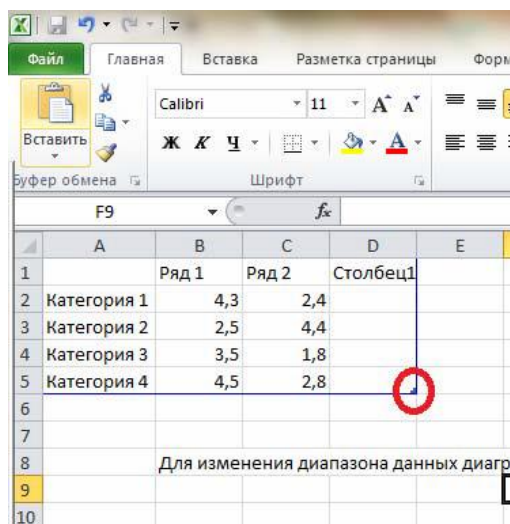 Файл Главная Вставка Разметка страницы
Calibri 11 А А
Вставить Ж К Ч А
Буфер обмена Шрифт
F9 fx
A B C D E
1 Ряд 1 Ряд 2 Столбец1
2 Категория 1 4,3 2,4
3 Категория 2 2,5 4,4
4 Категория 3 3,5 1,8
5 Категория 4 4,5 2,8
6
7
8 Для изменения диапазона данных
9
10